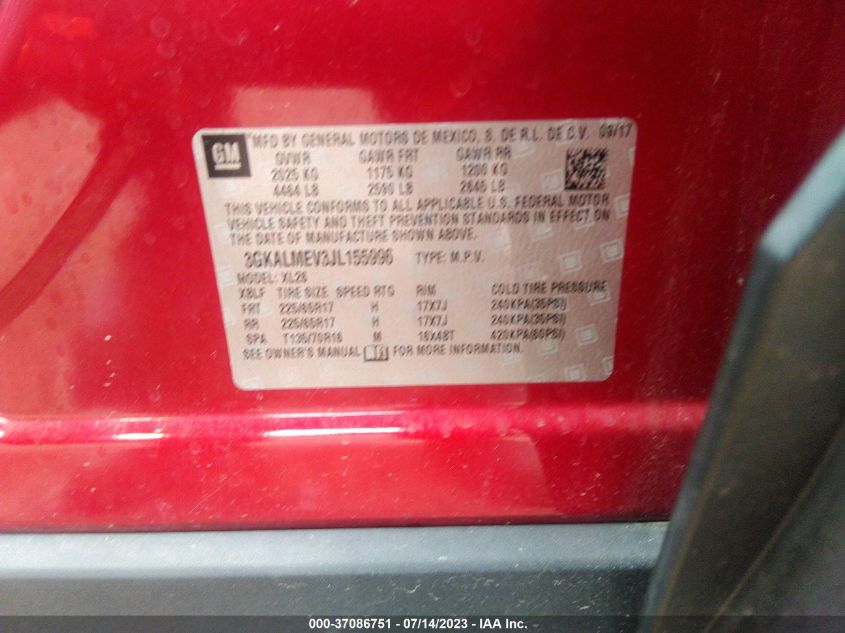 GM
MFD BY GENERAL MOTORS DE MEXICO, S. DE R.L. DE C.V. 09/17
GVWR GAWR FRT GAWR RR
2025 KG 1175 KG 1200 KG
4464 LB 2590 LB 2645 LB
THIS VEHICLE CONFORMS TO ALL APPLICABLE U.S. FEDERAL MOTOR
VEHICLE SAFETY AND THEFT PREVENTION STANDARDS IN EFFECT ON
THE DATE OF MANUFACTURE SHOWN ABOVE.
3GKALMEV3JL155996 TYPE: M.P.V.
MODEL: XL26
XBLF TIRE SIZE SPEED RTG RIM COLD TIRE PRESSURE
FRT 225/65R17 H 17X7J 240KPA(35PSI)
RR 225/65R17 H 17X7J 240KPA(35PSI)
SPA T135/70R16 M 16X4BT 420KPA(60PSI)
SEE OWNER'S MANUAL FOR MORE INFORMATION.
000-37086751 / 07/14/2023 / IAA Inc.